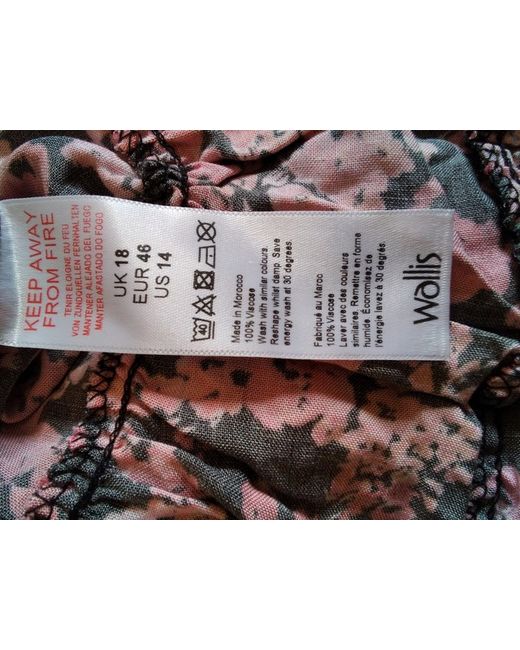 KEEP AWAY
FROM FIRE
TENIR ELOIGNE DU FEU
VON ZUNDQUELLEN FERNHALTEN
MANTENER ALEJADO DEL FUEGO
MANTER AFASTADO DO FOGO
UK 18
EUR 46
US 14
40
Made in Morocco
100% Viscose
Wash with similar colours.
Reshape whilst damp. Save
energy wash at 30 degrees.
Fabriqué au Maroc
100% Viscose
Laver avec des couleurs
similaires. Remettre en forme
humide. Économisez de
l'énergie lavez à 30 degrés.
Wallis